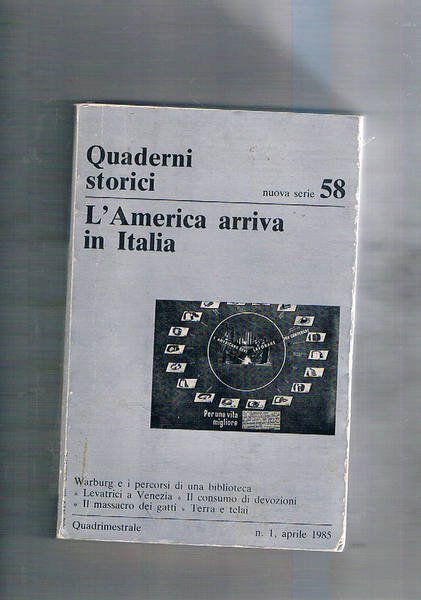 Quaderni
storici
nuova serie 58
L'America arriva
in Italia
Per una vita
migliore
Warburg e i percorsi di una biblioteca
• Levatrici a Venezia • Il consumo di devozioni
• Il massacro dei gatti • Terra e telai
Quadrimestrale
n. 1, aprile 1985